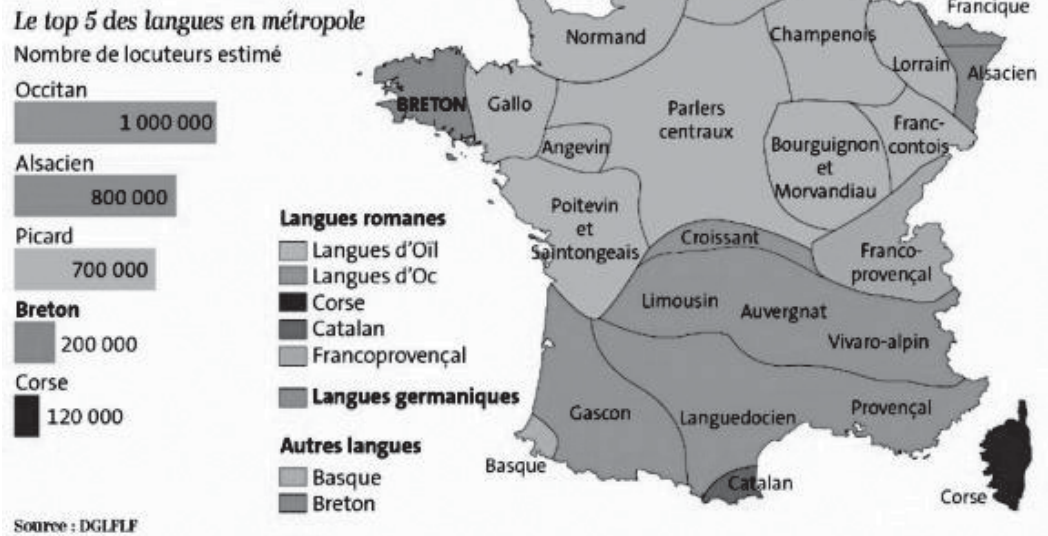 Le top 5 des langues en métropole
Nombre de locuteurs estimé
Occitan
1 000 000
Alsacien
800 000
Picard
700 000
Breton
200 000
Corse
120 000
Source : DGLFLF
Langues romanes
Langues d'Oïl
Langues d'Oc
Corse
Catalan
Francoprovençal
Langues germaniques
Autres langues
Basque
Breton
Francique
Normand
Champenois
Lorrain
Alsacien
BRETON
Gallo
Parlers
centraux
Franc-
contois
Angevin
Bourguignon
et
Morvandiau
Poitevin
et
Saintongeais
Croissant
Franco-
provençal
Limousin
Auvergnat
Vivaro-alpin
Gascon
Languedocien
Provençal
Basque
Catalan
Corse